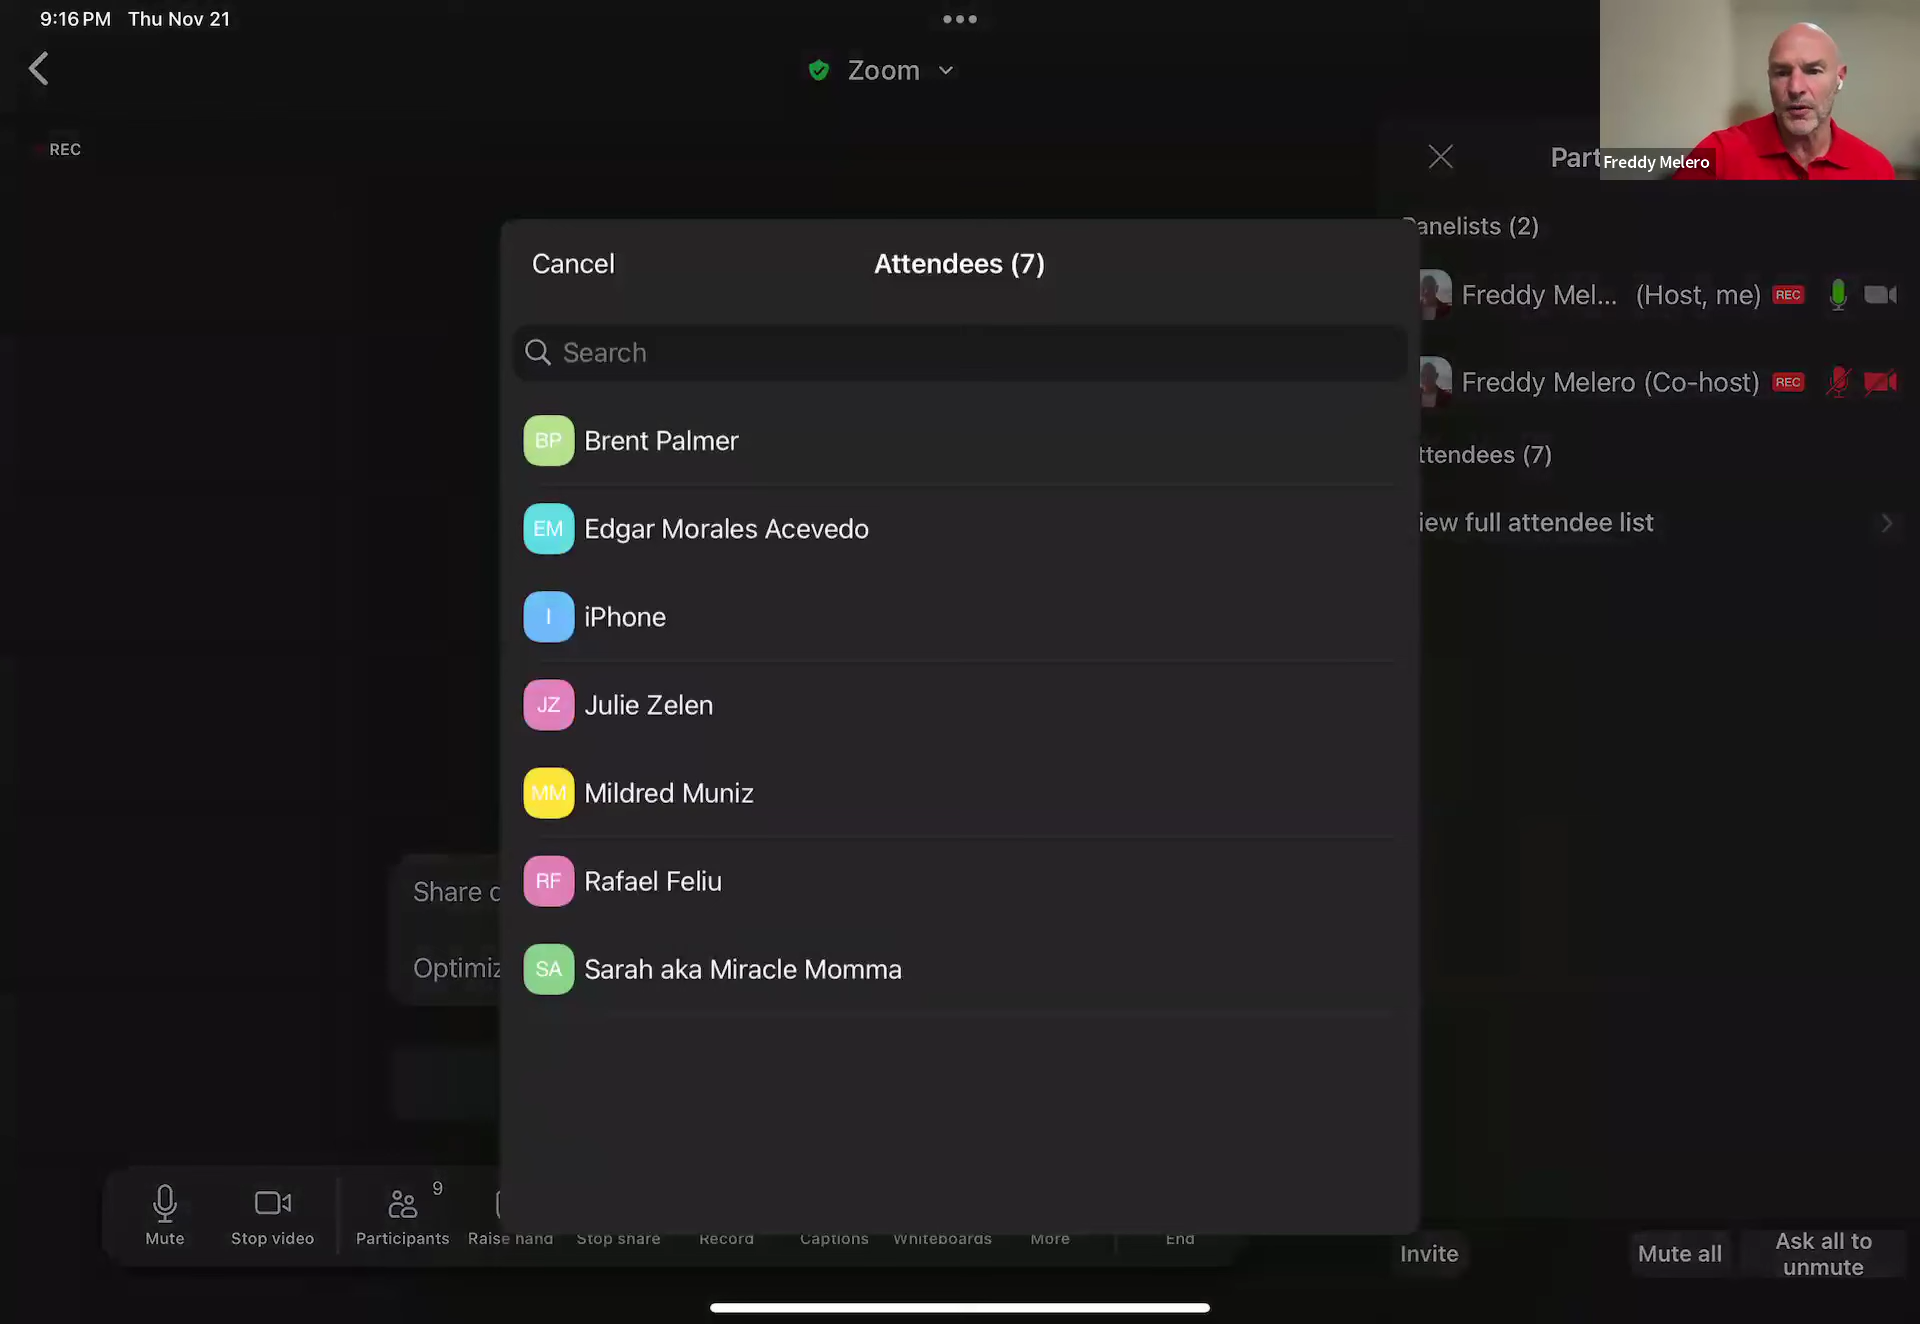 9:16 PM Thu Nov 21
Zoom
REC
Freddy Melero
Cancel
Attendees (7)
Search
BP Brent Palmer
EM Edgar Morales Acevedo
I iPhone
JZ Julie Zelen
MM Mildred Muniz
RF Rafael Feliu
SA Sarah aka Miracle Momma
Part
anelists (2)
Freddy Mel... (Host, me) REC
Freddy Melero (Co-host) REC
ttendees (7)
iew full attendee list
Share
Optimiz
9
Mute
Stop video
Participants
Raise hand
Stop share
Record
Captions
Whiteboards
More
End
Invite
Mute all
Ask all to
unmute